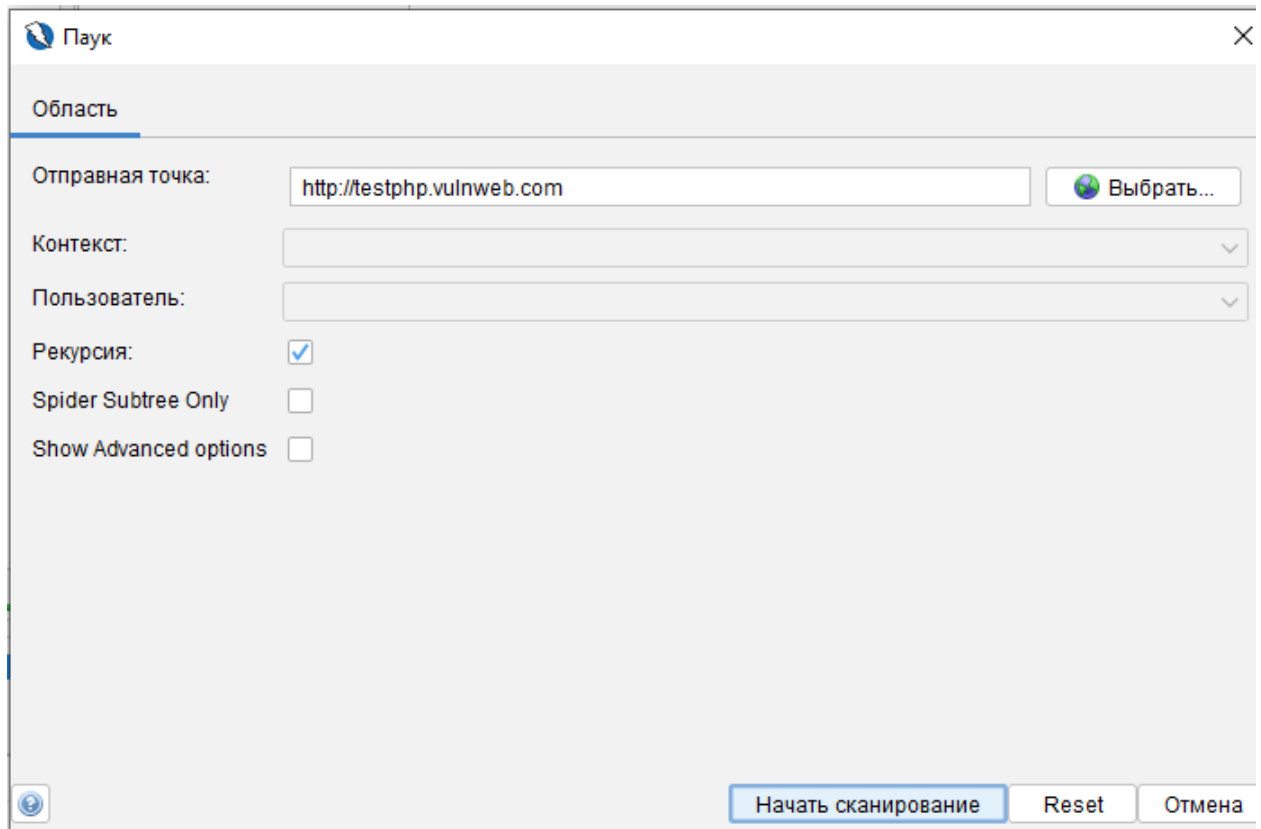 Паук
Область
Отправная точка: http://testphp.vulnweb.com Выбрать...
Контекст:
Пользователь:
Рекурсия:
Spider Subtree Only
Show Advanced options
Начать сканирование Reset Отмена